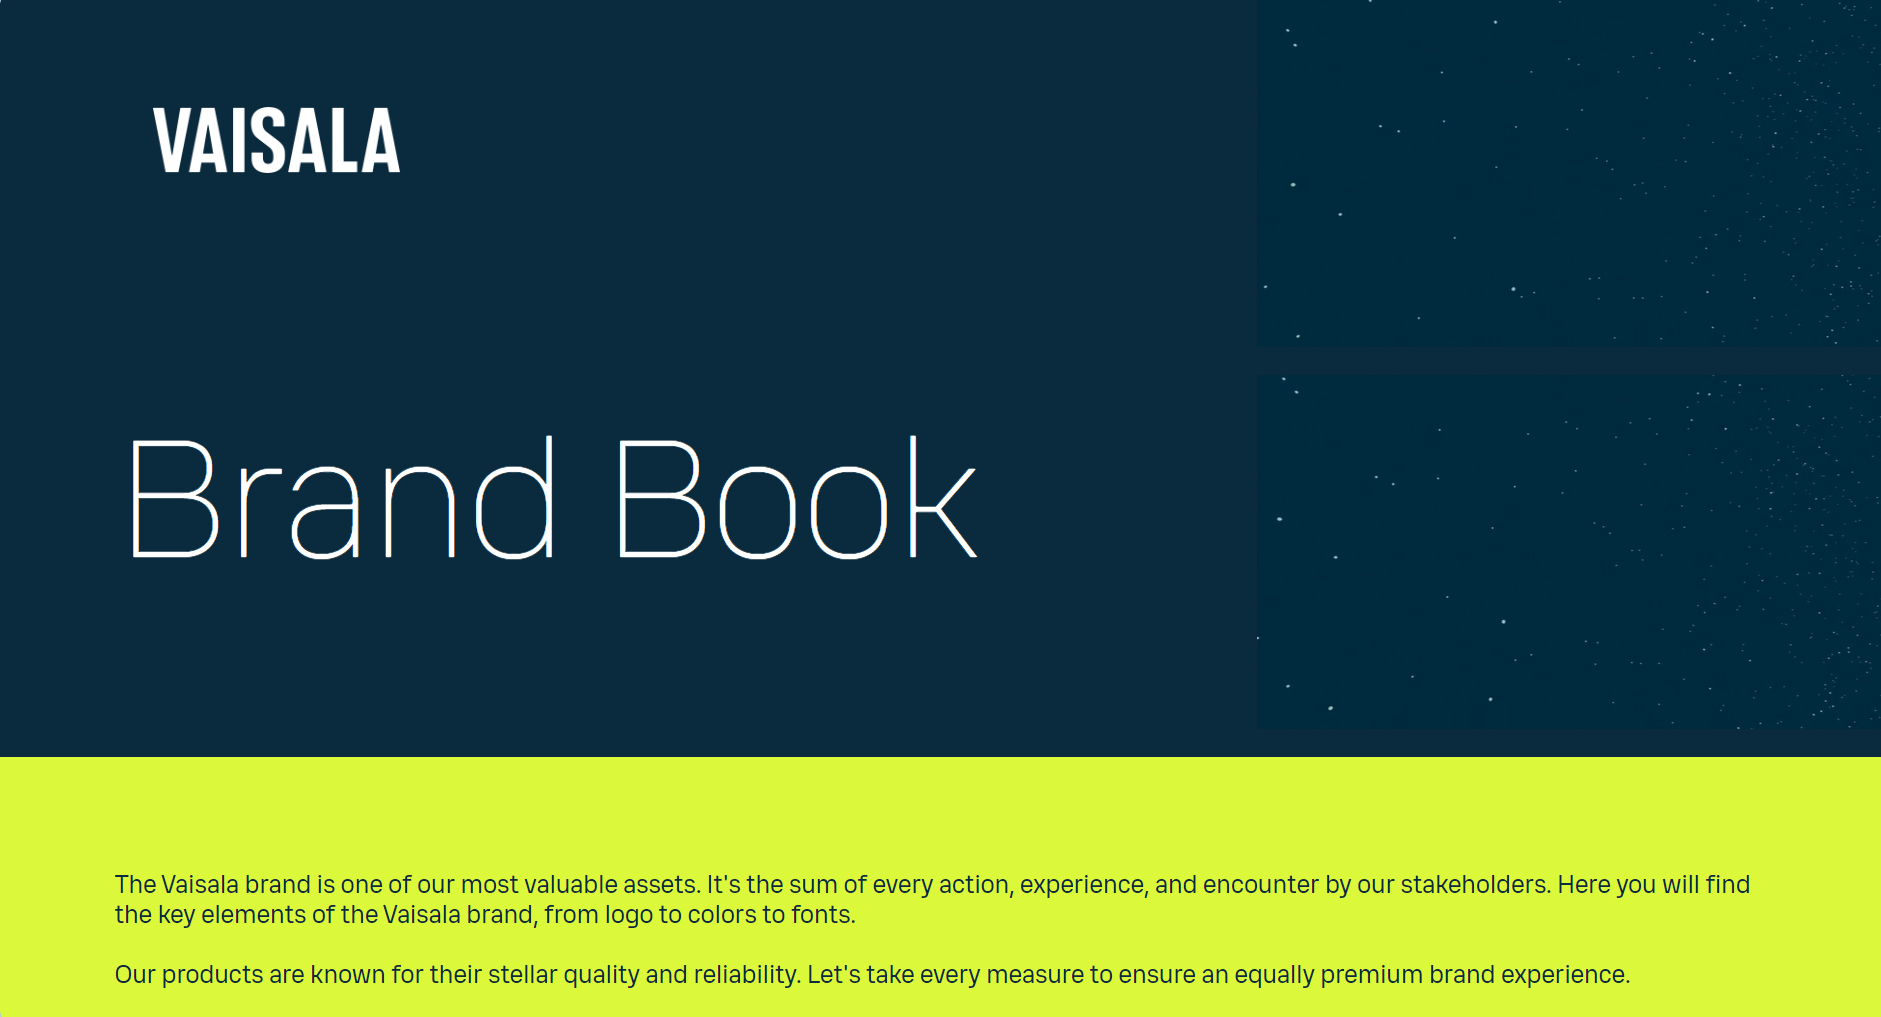 VAISALA
Brand Book
The Vaisala brand is one of our most valuable assets. It's the sum of every action, experience, and encounter by our stakeholders. Here you will find
the key elements of the Vaisala brand, from logo to colors to fonts.
Our products are known for their stellar quality and reliability. Let's take every measure to ensure an equally premium brand experience.